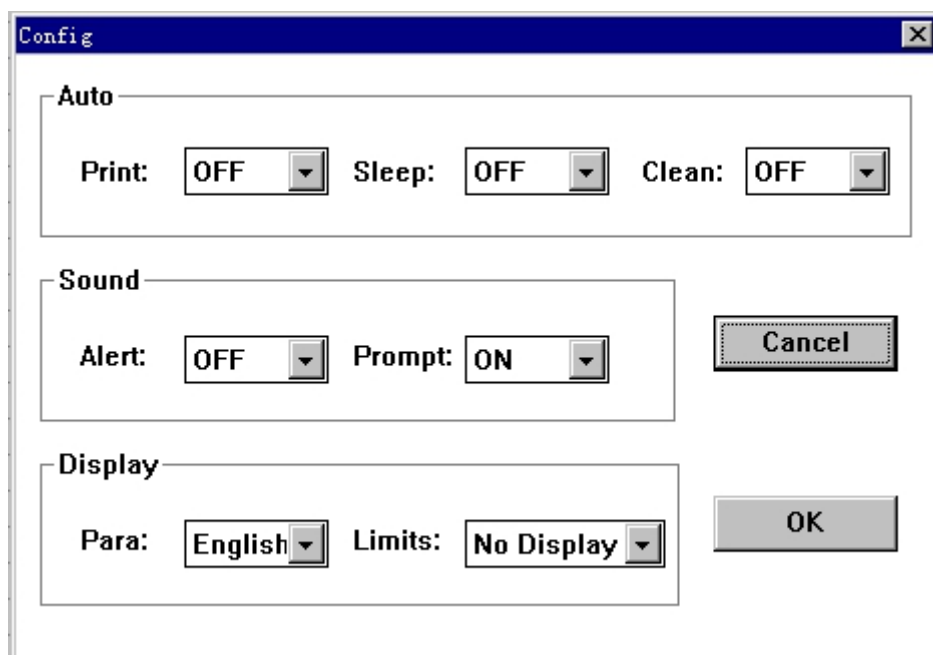 Config
Auto
Print: OFF Sleep: OFF Clean: OFF
Sound
Alert: OFF Prompt: ON
Cancel
Display
Para: English Limits: No Display
OK